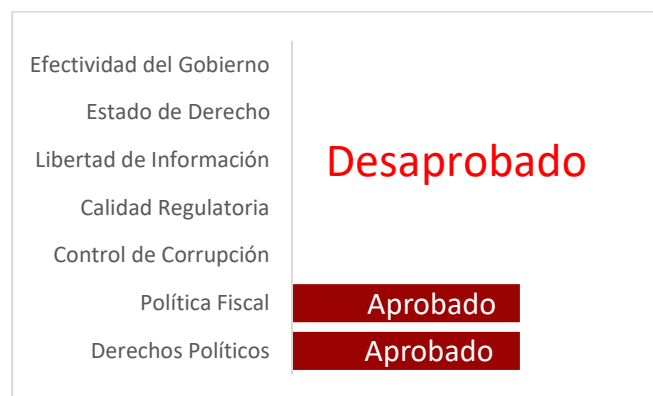 Efectividad del Gobierno
Estado de Derecho
Libertad de Información
Desaprobado
Calidad Regulatoria
Control de Corrupción
Política Fiscal
Aprobado
Derechos Políticos
Aprobado